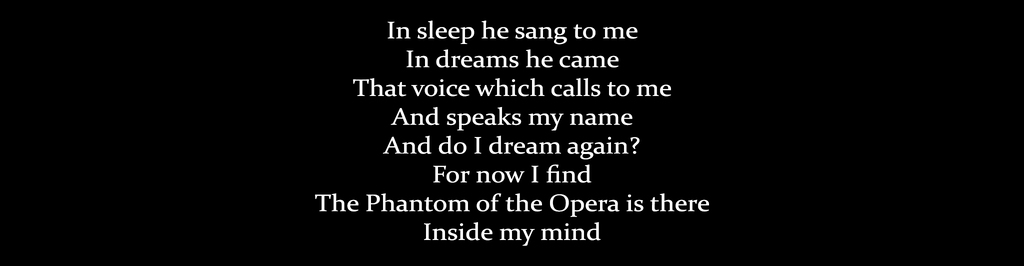 In sleep he sang to me
In dreams he came
That voice which calls to me
And speaks my name
And do I dream again?
For now I find
The Phantom of the Opera is there
Inside my mind